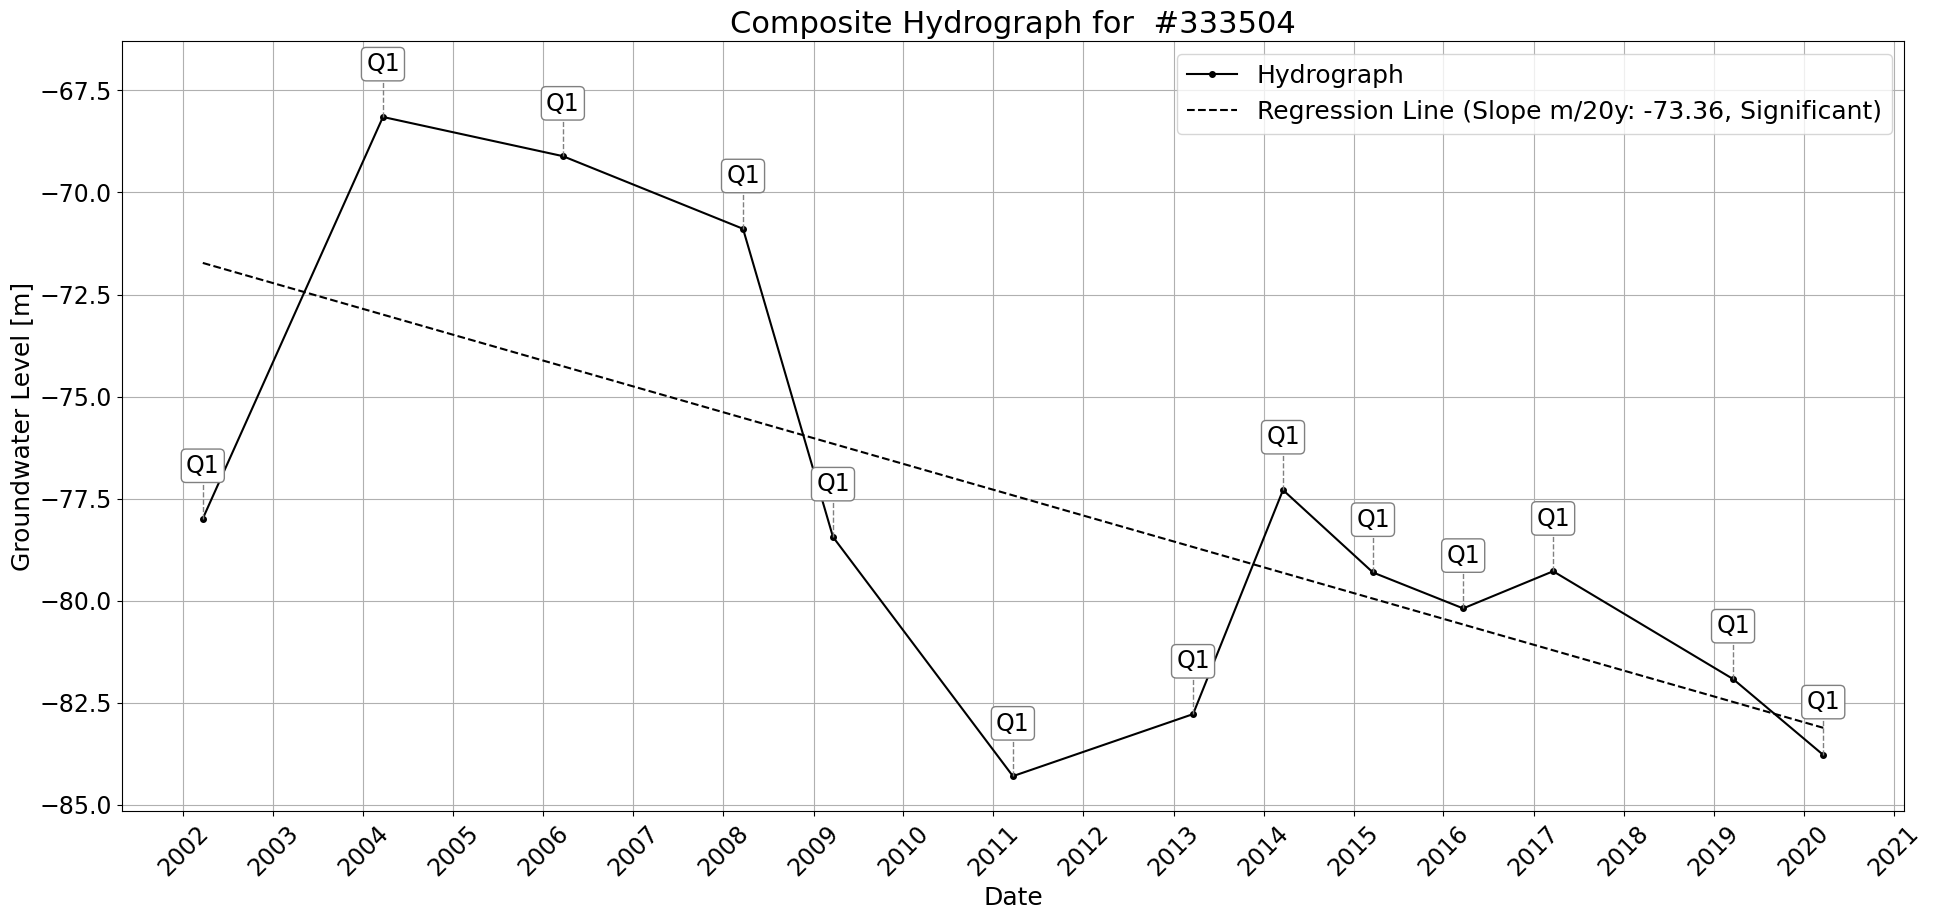 Composite Hydrograph for  #333504
Hydrograph
Regression Line (Slope m/20y: -73.36, Significant)
Groundwater Level [m]
−67.5
−70.0
−72.5
−75.0
−77.5
−80.0
−82.5
−85.0
Q1
Q1
Q1
Q1
Q1
Q1
Q1
Q1
Q1
Q1
Q1
Q1
Q1
2002
2003
2004
2005
2006
2007
2008
2009
2010
2011
2012
2013
2014
2015
2016
2017
2018
2019
2020
2021
Date